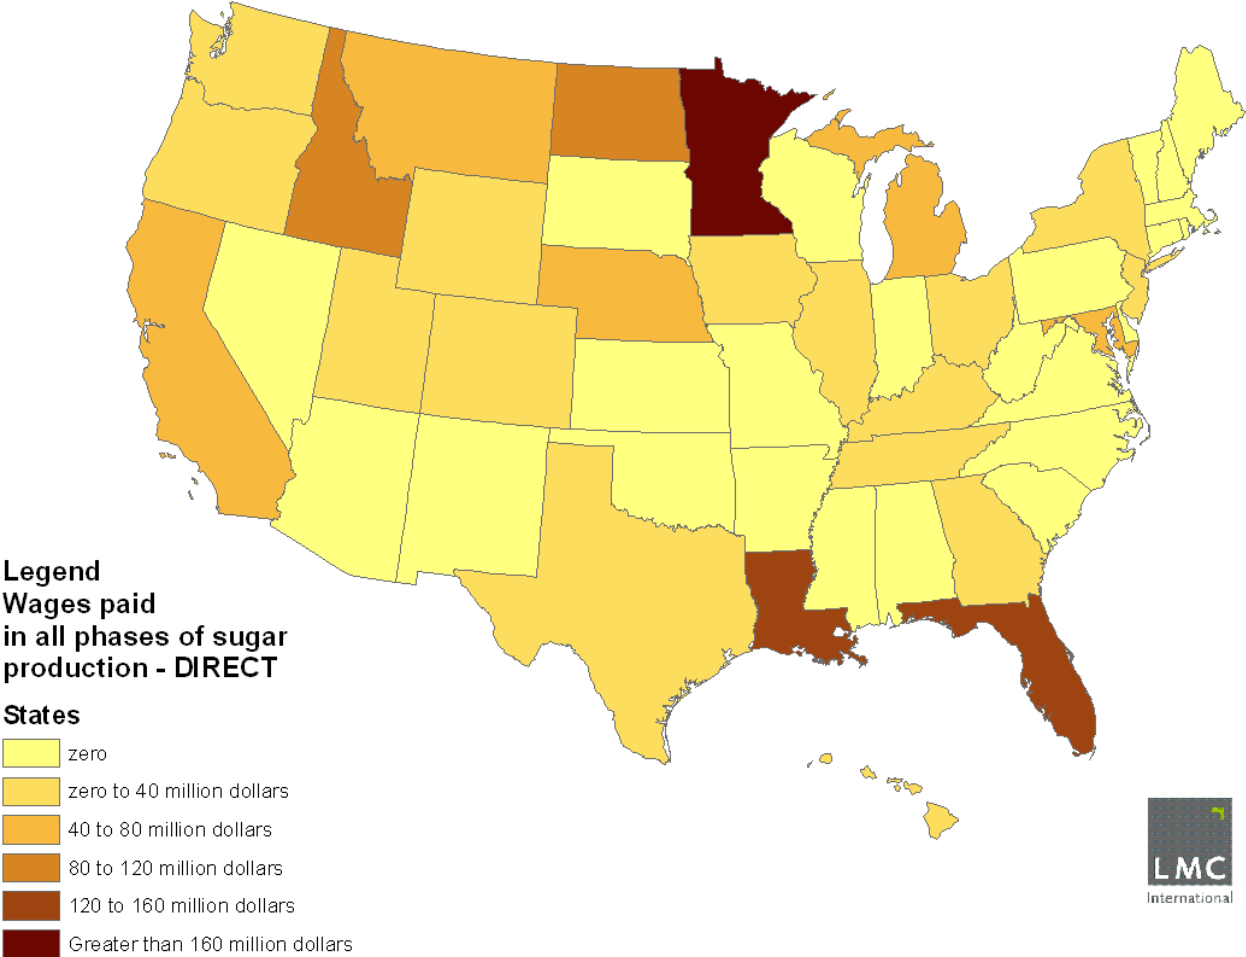 Legend
Wages paid
in all phases of sugar
production - DIRECT
States
zero
zero to 40 million dollars
40 to 80 million dollars
80 to 120 million dollars
120 to 160 million dollars
Greater than 160 million dollars
LMC
International